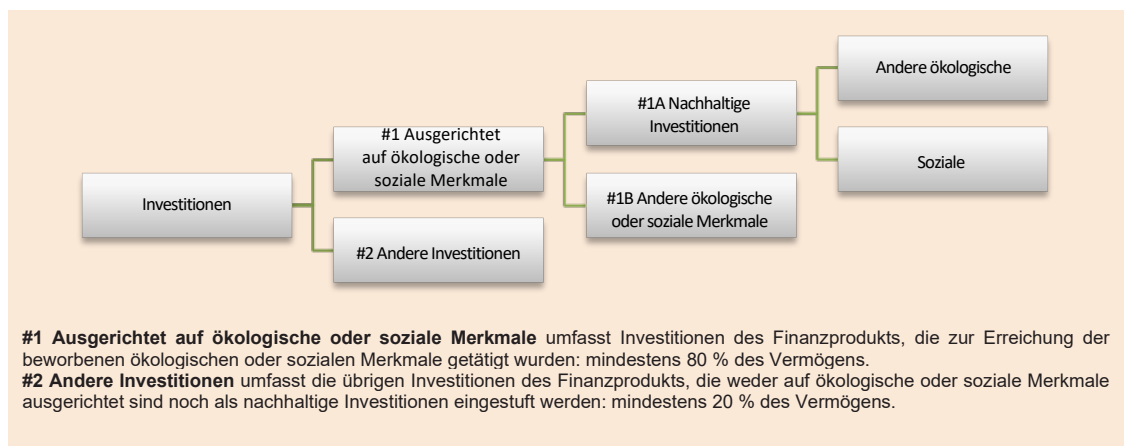 Andere ökologische
#1A Nachhaltige
Investitionen
#1 Ausgerichtet
auf ökologische oder
soziale Merkmale
Soziale
Investitionen
#1B Andere ökologische
oder soziale Merkmale
#2 Andere Investitionen
#1 Ausgerichtet auf ökologische oder soziale Merkmale umfasst Investitionen des Finanzprodukts, die zur Erreichung der
beworbenen ökologischen oder sozialen Merkmale getätigt wurden: mindestens 80 % des Vermögens.
#2 Andere Investitionen umfasst die übrigen Investitionen des Finanzprodukts, die weder auf ökologische oder soziale Merkmale
ausgerichtet sind noch als nachhaltige Investitionen eingestuft werden: mindestens 20 % des Vermögens.